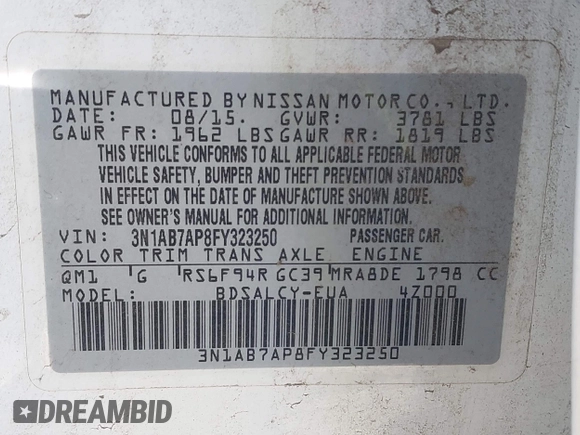 MANUFACTURED BY NISSAN MOTOR CO., LTD.
DATE: 08/15. GVWR: 3781 LBS
GAWR FR: 1962 LBS GAWR RR: 1819 LBS
THIS VEHICLE CONFORMS TO ALL APPLICABLE FEDERAL MOTOR
VEHICLE SAFETY, BUMPER AND THEFT PREVENTION STANDARDS
IN EFFECT ON THE DATE OF MANUFACTURE SHOWN ABOVE.
SEE OWNER'S MANUAL FOR ADDITIONAL INFORMATION.
VIN: 3N1AB7AP8FY323250 PASSENGER CAR.
COLOR TRIM TRANS AXLE ENGINE
QM1 G RS6F94R GC39 MRA8DE 1798 CC
MODEL: BDSALCY-EUA 4Z000
3N1AB7AP8FY323250
DREAMBID